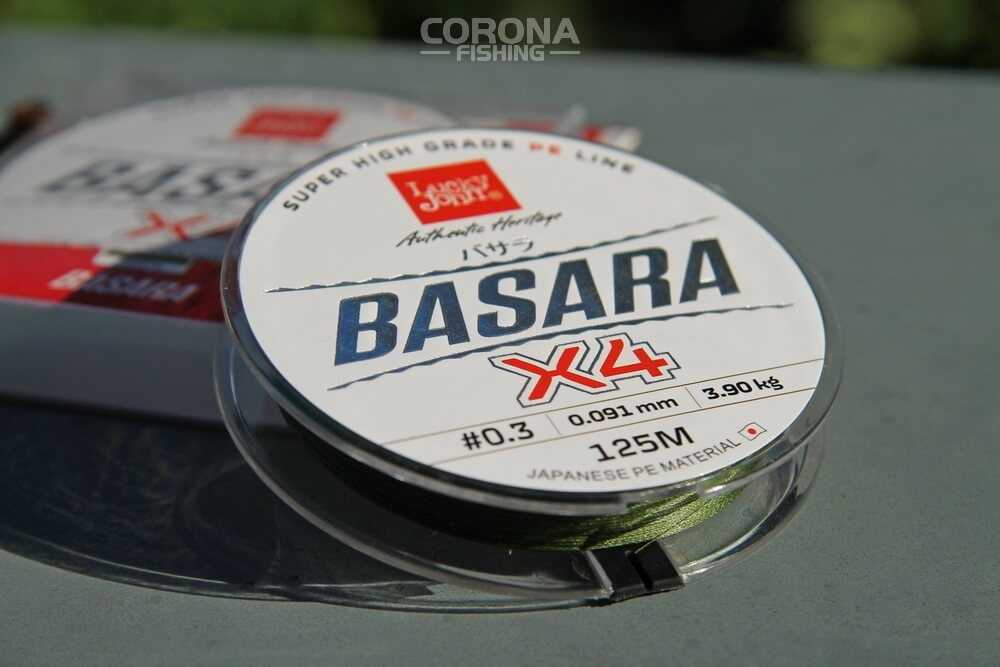 CORONA
FISHING
SUPER HIGH GRADE PE LINE
Lucky
John®
Authentic Heritage
バサラ
BASARA
X4
#0.3 0.091 mm 3.90 kg
125M
JAPANESE PE MATERIAL
BASA
X
BASARA